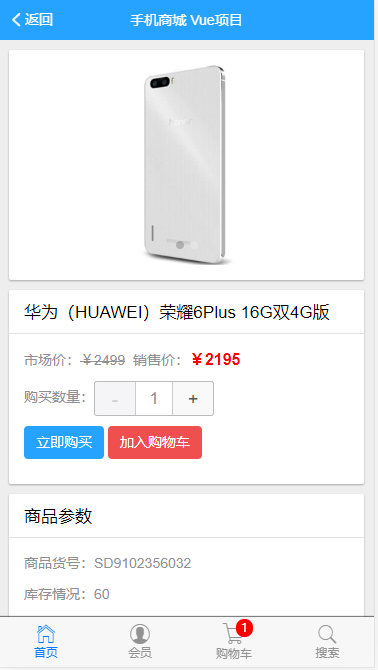 返回
手机商城 Vue项目
华为（HUAWEI）荣耀6Plus 16G双4G版
市场价：￥2499 销售价：￥2195
购买数量： - 1 +
立即购买 加入购物车
商品参数
商品货号：SD9102356032
库存情况：60
1
首页 会员 购物车 搜索